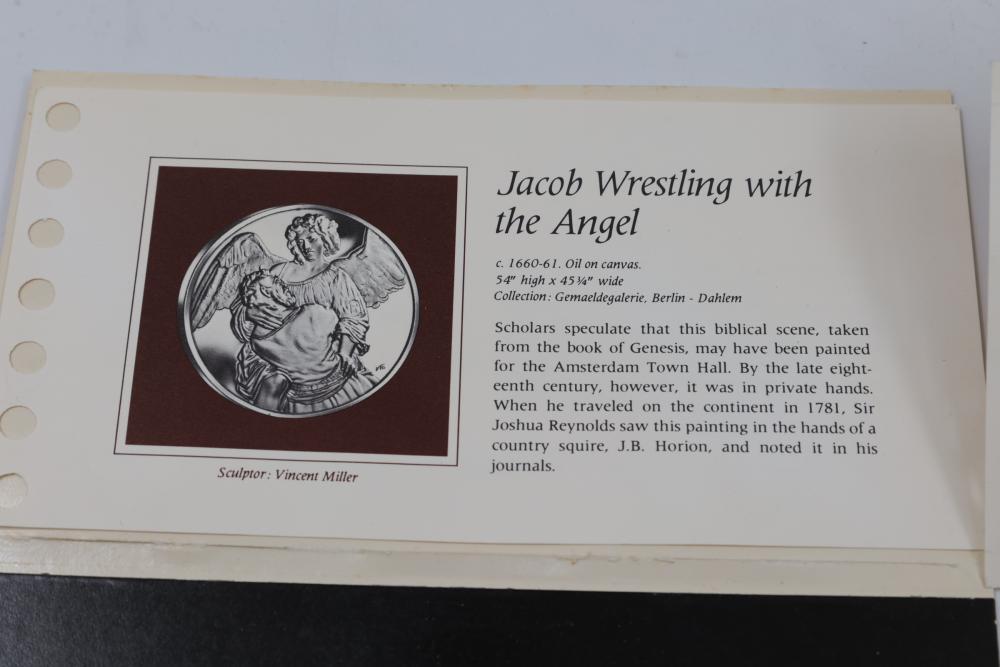 Jacob Wrestling with
the Angel
c. 1660-61. Oil on canvas.
54" high x 45¾" wide
Collection: Gemaeldegalerie, Berlin - Dahlem
Scholars speculate that this biblical scene, taken
from the book of Genesis, may have been painted
for the Amsterdam Town Hall. By the late eight-
eenth century, however, it was in private hands.
When he traveled on the continent in 1781, Sir
Joshua Reynolds saw this painting in the hands of a
country squire, J.B. Horion, and noted it in his
journals.
Sculptor: Vincent Miller